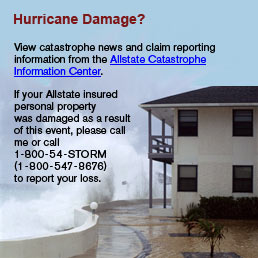 Hurricane Damage?
View catastrophe news and claim reporting
information from the Allstate Catastrophe
Information Center.
If your Allstate insured
personal property
was damaged as a result
of this event, please call
me or call
1-800-54-STORM
(1-800-547-8676)
to report your loss.